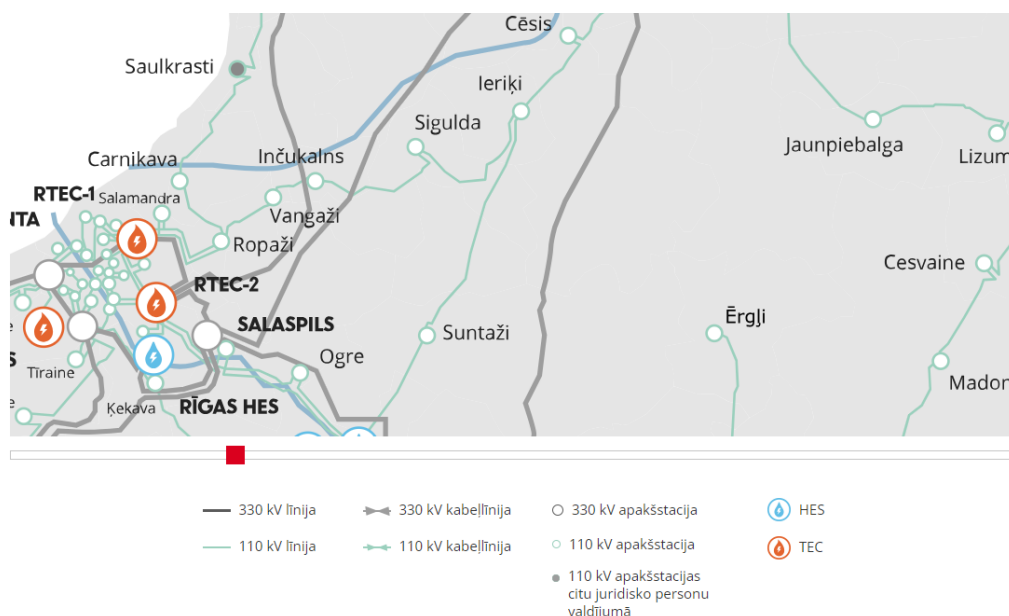 Cēsis
Saulkrasti
Ieriķi
Sigulda
Jaunpiebalga
Lizum
Carnikava
Inčukalns
RTEC-1
Salamandra
NTA
Vangaži
Ropaži
Cesvaine
RTEC-2
Ērgļi
SALASPILS
Suntaži
Ogre
e
S
Tīraine
Madon
e
Ķekava
RĪGAS HES
330 kV līnija
330 kV kabeļlīnija
330 kV apakšstacija
HES
110 kV līnija
110 kV kabeļlīnija
110 kV apakšstacija
TEC
110 kV apakšstacijas
citu juridisko personu
valdījumā